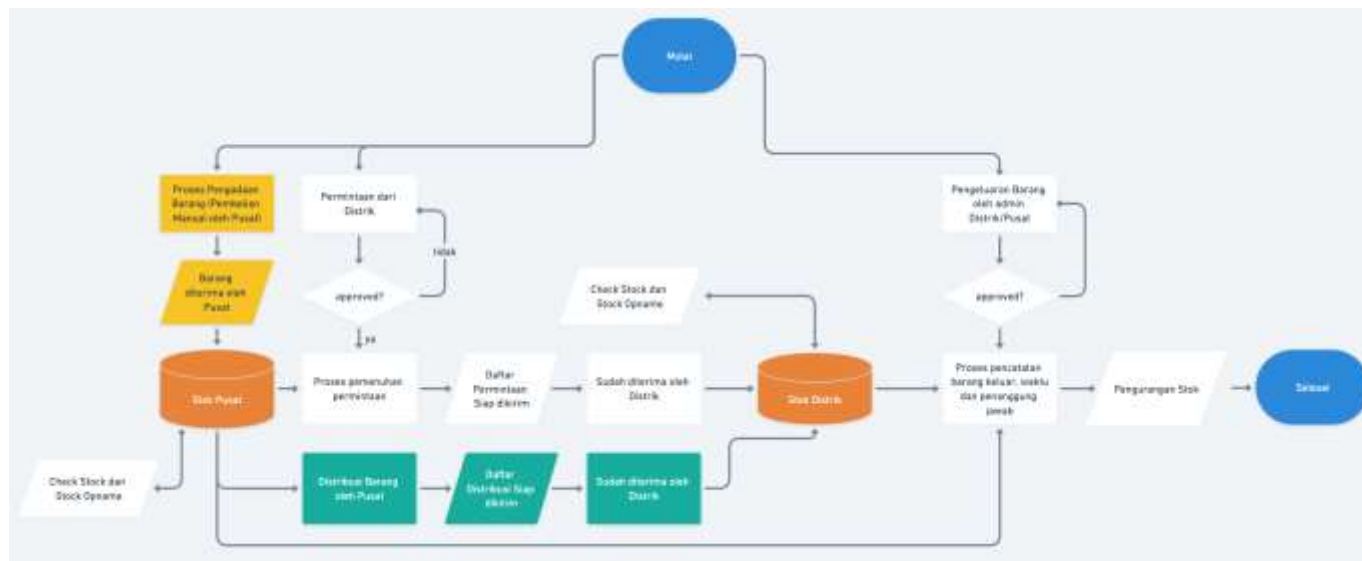 Mulai
Proses Pengadaan
Barang (Pembelian
Manual oleh Pusat)
Permintaan dari
Distrik
Pengeluaran Barang
oleh admin
Distrik/Pusat
tidak
Barang
diterima oleh
Pusat
approved?
Check Stock dan
Stock Opname
approved?
ya
Stok Pusat
Proses pemenuhan
permintaan
Daftar
Permintaan
Siap dikirim
Sudah diterima oleh
Distrik
Stok Distrik
Proses pencatatan
barang keluar, waktu
dan penanggung
jawab
Pengurangan Stok
Selesai
Check Stock dan
Stock Opname
Distribusi Barang
oleh Pusat
Daftar
Distribusi Siap
dikirim
Sudah diterima oleh
Distrik